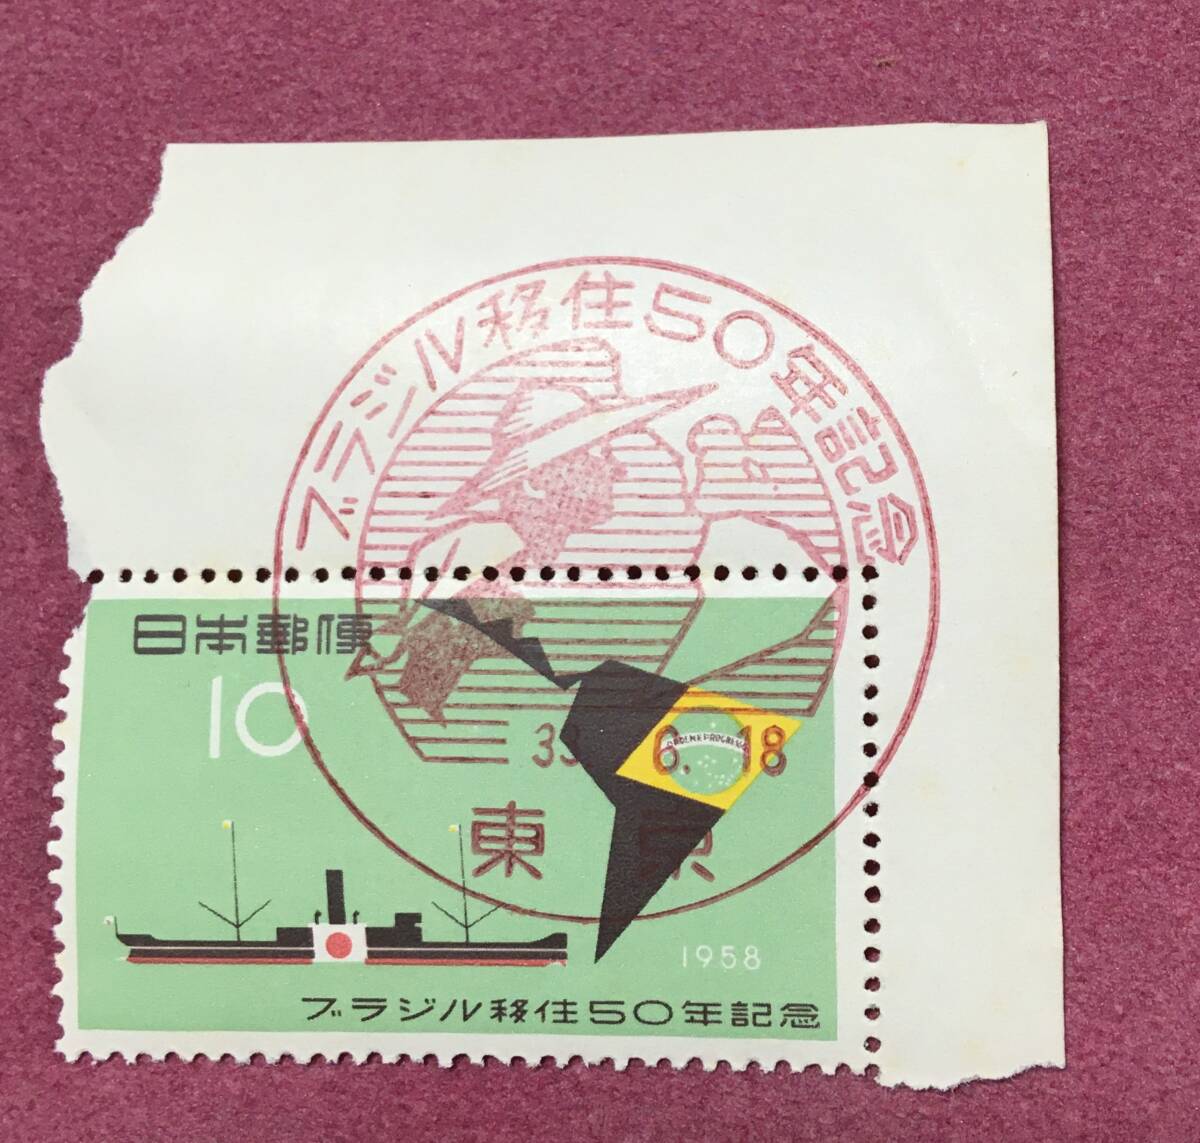 ブラジル移住50年記念
日本郵便
10
ORDEM E PROGRESSO
33. 6. 18
東京
1958
ブラジル移住50年記念